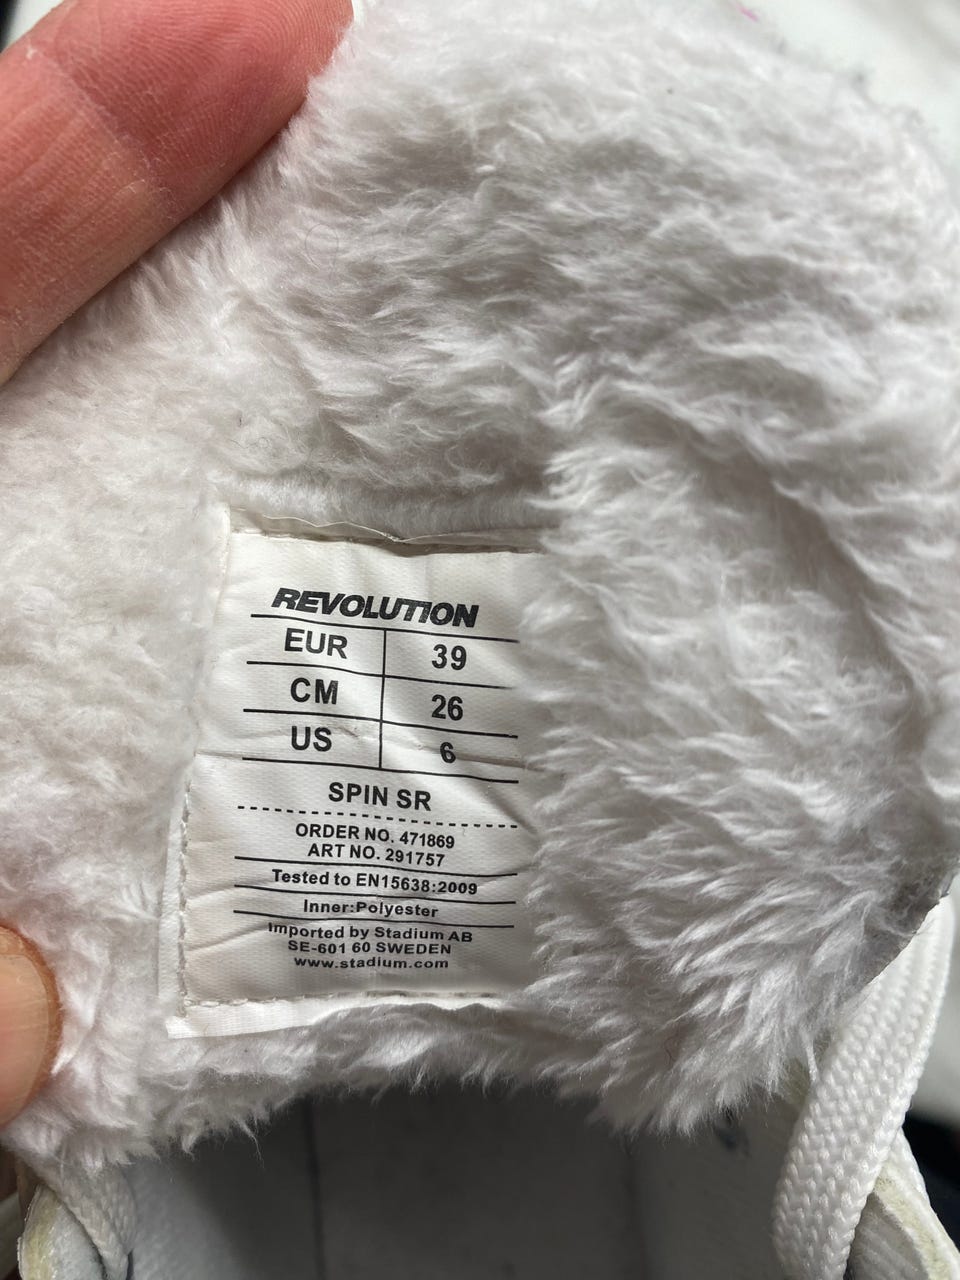 REVOLUTION
EUR 39
CM 26
US 6
SPIN SR
ORDER NO. 471869
ART NO. 291757
Tested to EN15638:2009
Inner:Polyester
Imported by Stadium AB
SE-601 60 SWEDEN
www.stadium.com